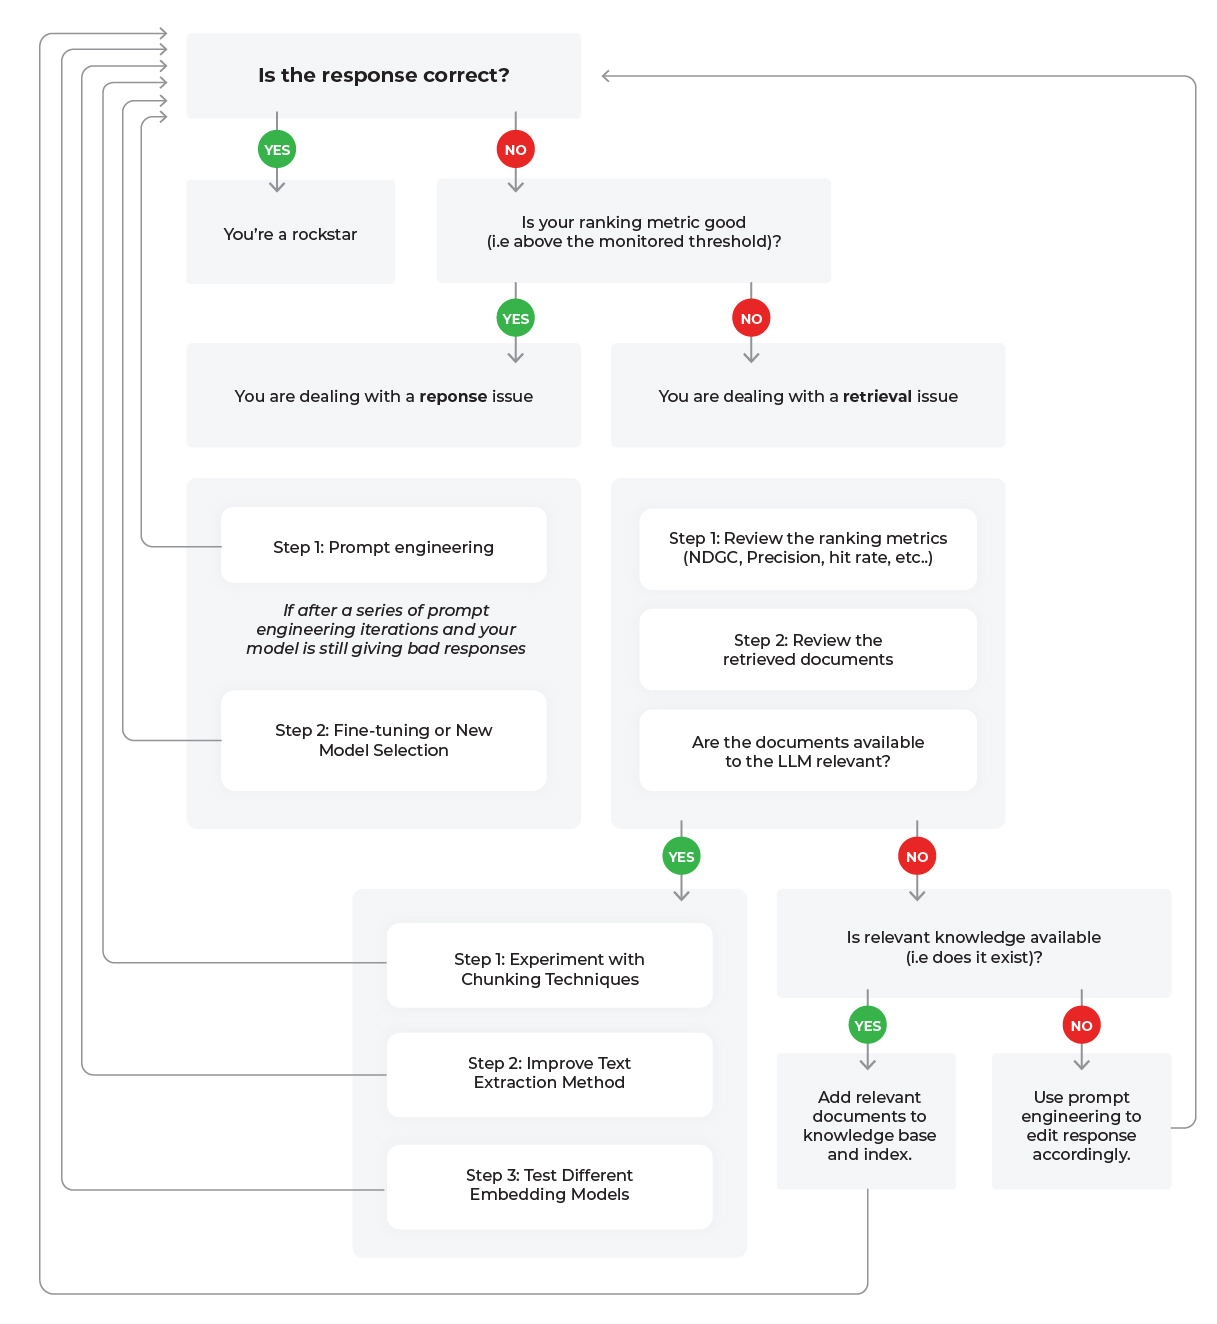 Is the response correct?
YES
NO
You're a rockstar
Is your ranking metric good
(i.e above the monitored threshold)?
YES
NO
You are dealing with a reponse issue
You are dealing with a retrieval issue
Step 1: Prompt engineering
If after a series of prompt
engineering iterations and your
model is still giving bad responses
Step 2: Fine-tuning or New
Model Selection
Step 1: Review the ranking metrics
(NDGC, Precision, hit rate, etc..)
Step 2: Review the
retrieved documents
Are the documents available
to the LLM relevant?
YES
NO
Step 1: Experiment with
Chunking Techniques
Step 2: Improve Text
Extraction Method
Step 3: Test Different
Embedding Models
Is relevant knowledge available
(i.e does it exist)?
YES
NO
Add relevant
documents to
knowledge base
and index.
Use prompt
engineering to
edit response
accordingly.